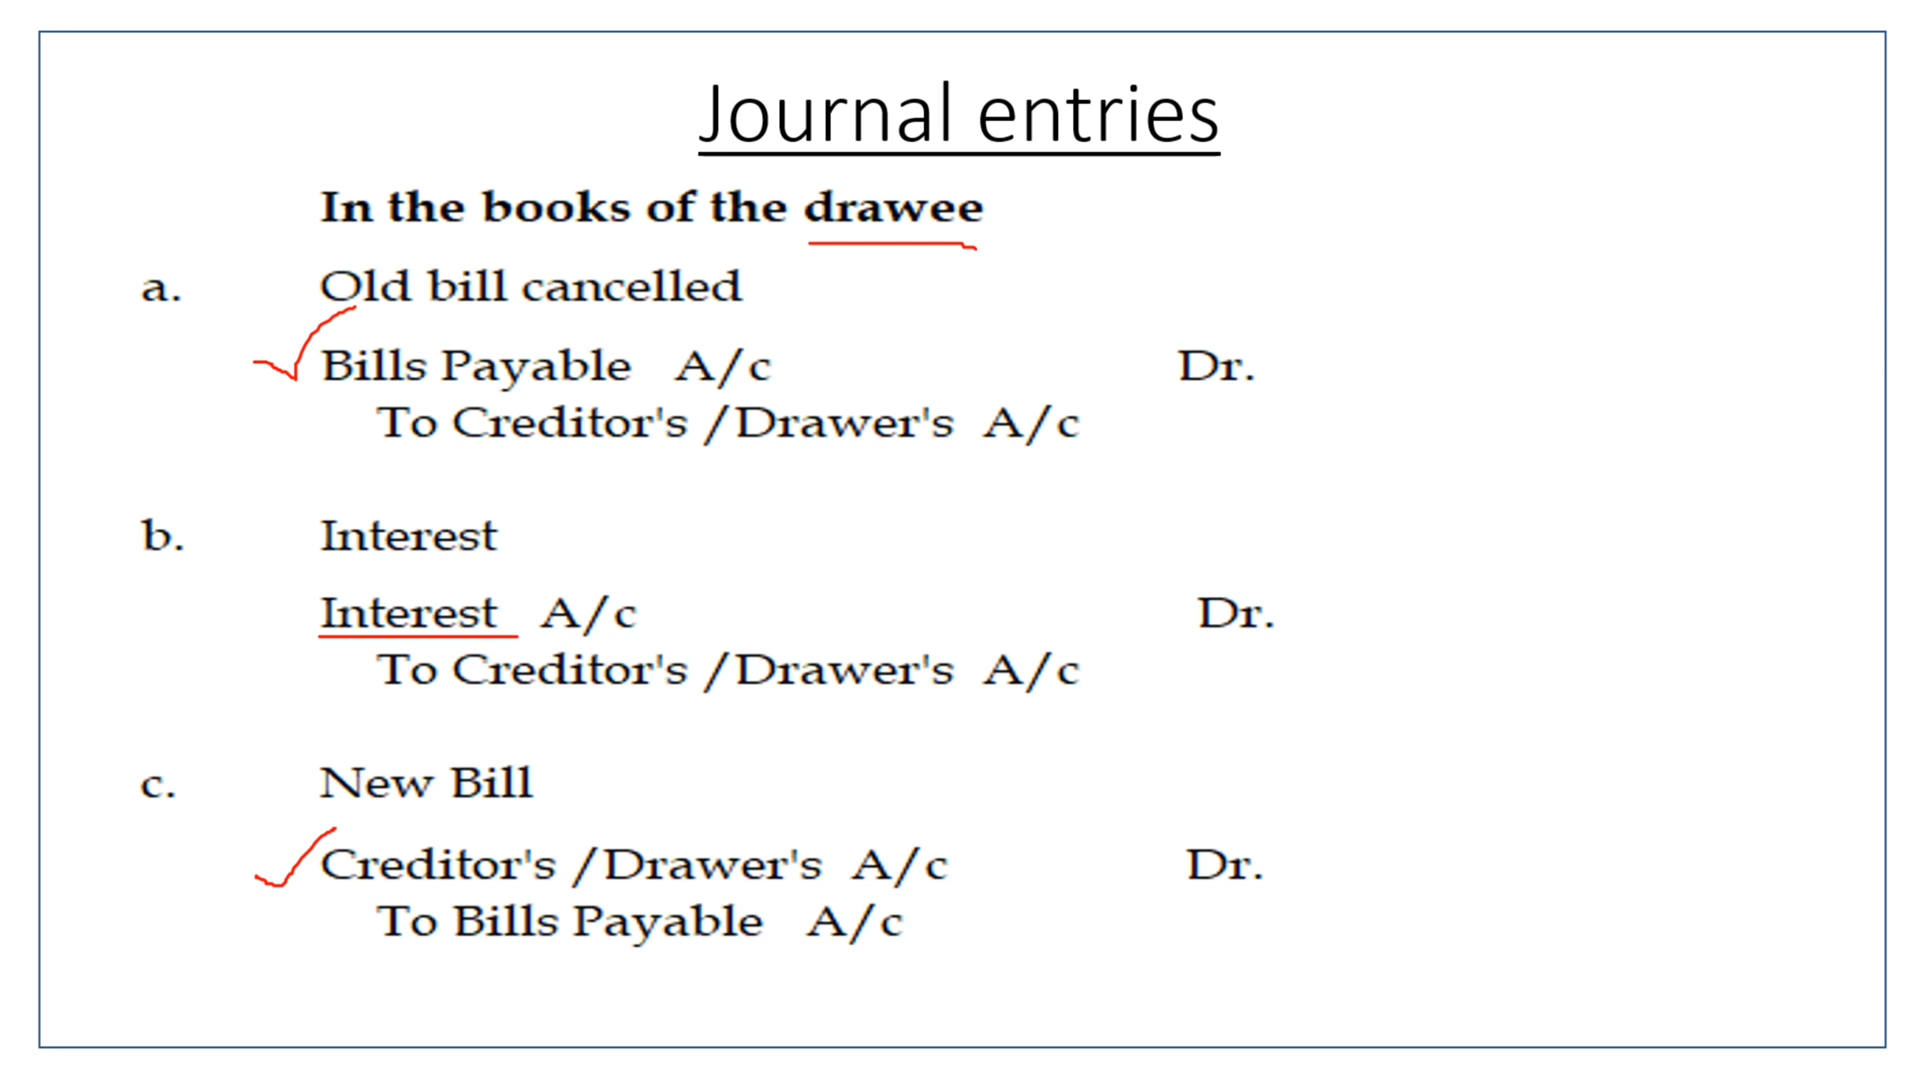 Journal entries
In the books of the drawee
a. Old bill cancelled
Bills Payable A/c Dr.
To Creditor's /Drawer's A/c
b. Interest
Interest A/c Dr.
To Creditor's /Drawer's A/c
c. New Bill
Creditor's /Drawer's A/c Dr.
To Bills Payable A/c